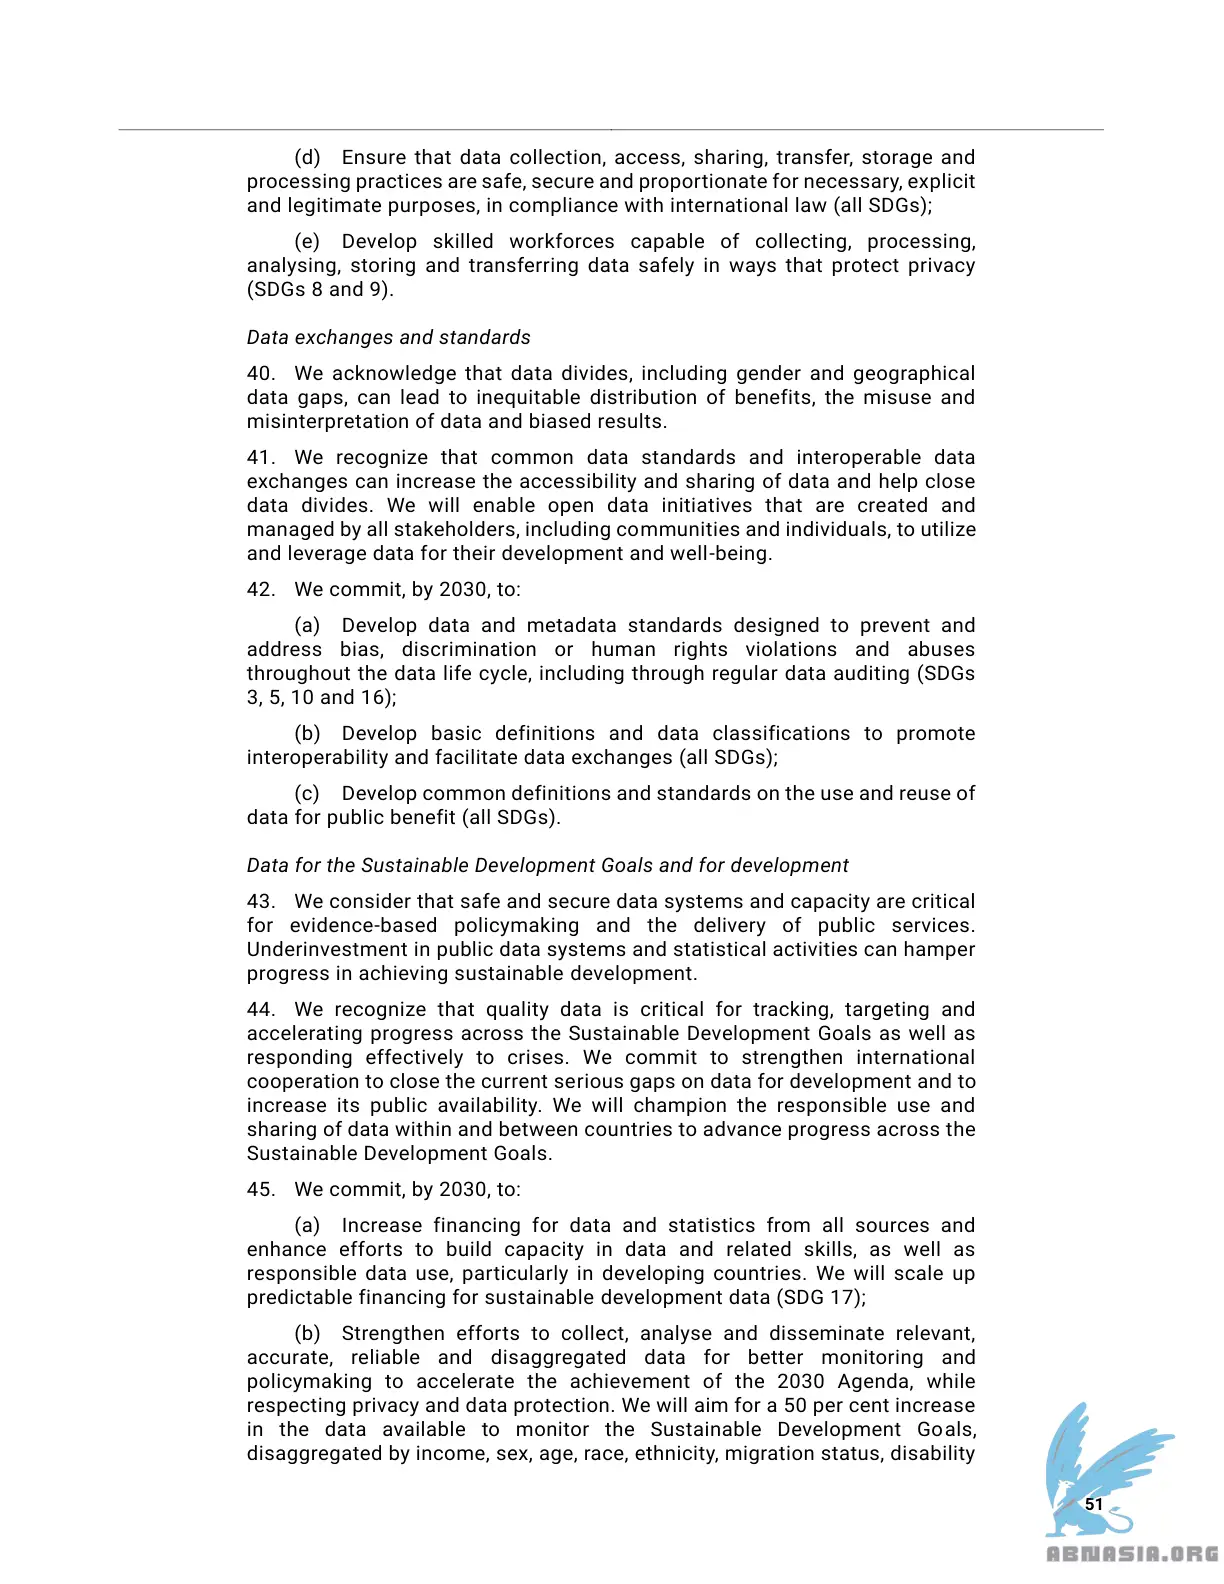 (d) Ensure that data collection, access, sharing, transfer, storage and
processing practices are safe, secure and proportionate for necessary, explicit
and legitimate purposes, in compliance with international law (all SDGs);
(e) Develop skilled workforces capable of collecting, processing,
analysing, storing and transferring data safely in ways that protect privacy
(SDGs 8 and 9).
Data exchanges and standards
40. We acknowledge that data divides, including gender and geographical
data gaps, can lead to inequitable distribution of benefits, the misuse and
misinterpretation of data and biased results.
41. We recognize that common data standards and interoperable data
exchanges can increase the accessibility and sharing of data and help close
data divides. We will enable open data initiatives that are created and
managed by all stakeholders, including communities and individuals, to utilize
and leverage data for their development and well-being.
42. We commit, by 2030, to:
(a) Develop data and metadata standards designed to prevent and
address bias, discrimination or human rights violations and abuses
throughout the data life cycle, including through regular data auditing (SDGs
3, 5, 10 and 16);
(b) Develop basic definitions and data classifications to promote
interoperability and facilitate data exchanges (all SDGs);
(c) Develop common definitions and standards on the use and reuse of
data for public benefit (all SDGs).
Data for the Sustainable Development Goals and for development
43. We consider that safe and secure data systems and capacity are critical
for evidence-based policymaking and the delivery of public services.
Underinvestment in public data systems and statistical activities can hamper
progress in achieving sustainable development.
44. We recognize that quality data is critical for tracking, targeting and
accelerating progress across the Sustainable Development Goals as well as
responding effectively to crises. We commit to strengthen international
cooperation to close the current serious gaps on data for development and to
increase its public availability. We will champion the responsible use and
sharing of data within and between countries to advance progress across the
Sustainable Development Goals.
45. We commit, by 2030, to:
(a) Increase financing for data and statistics from all sources and
enhance efforts to build capacity in data and related skills, as well as
responsible data use, particularly in developing countries. We will scale up
predictable financing for sustainable development data (SDG 17);
(b) Strengthen efforts to collect, analyse and disseminate relevant,
accurate, reliable and disaggregated data for better monitoring and
policymaking to accelerate the achievement of the 2030 Agenda, while
respecting privacy and data protection. We will aim for a 50 per cent increase
in the data available to monitor the Sustainable Development Goals,
disaggregated by income, sex, age, race, ethnicity, migration status, disability
51
ABNASIA.ORG